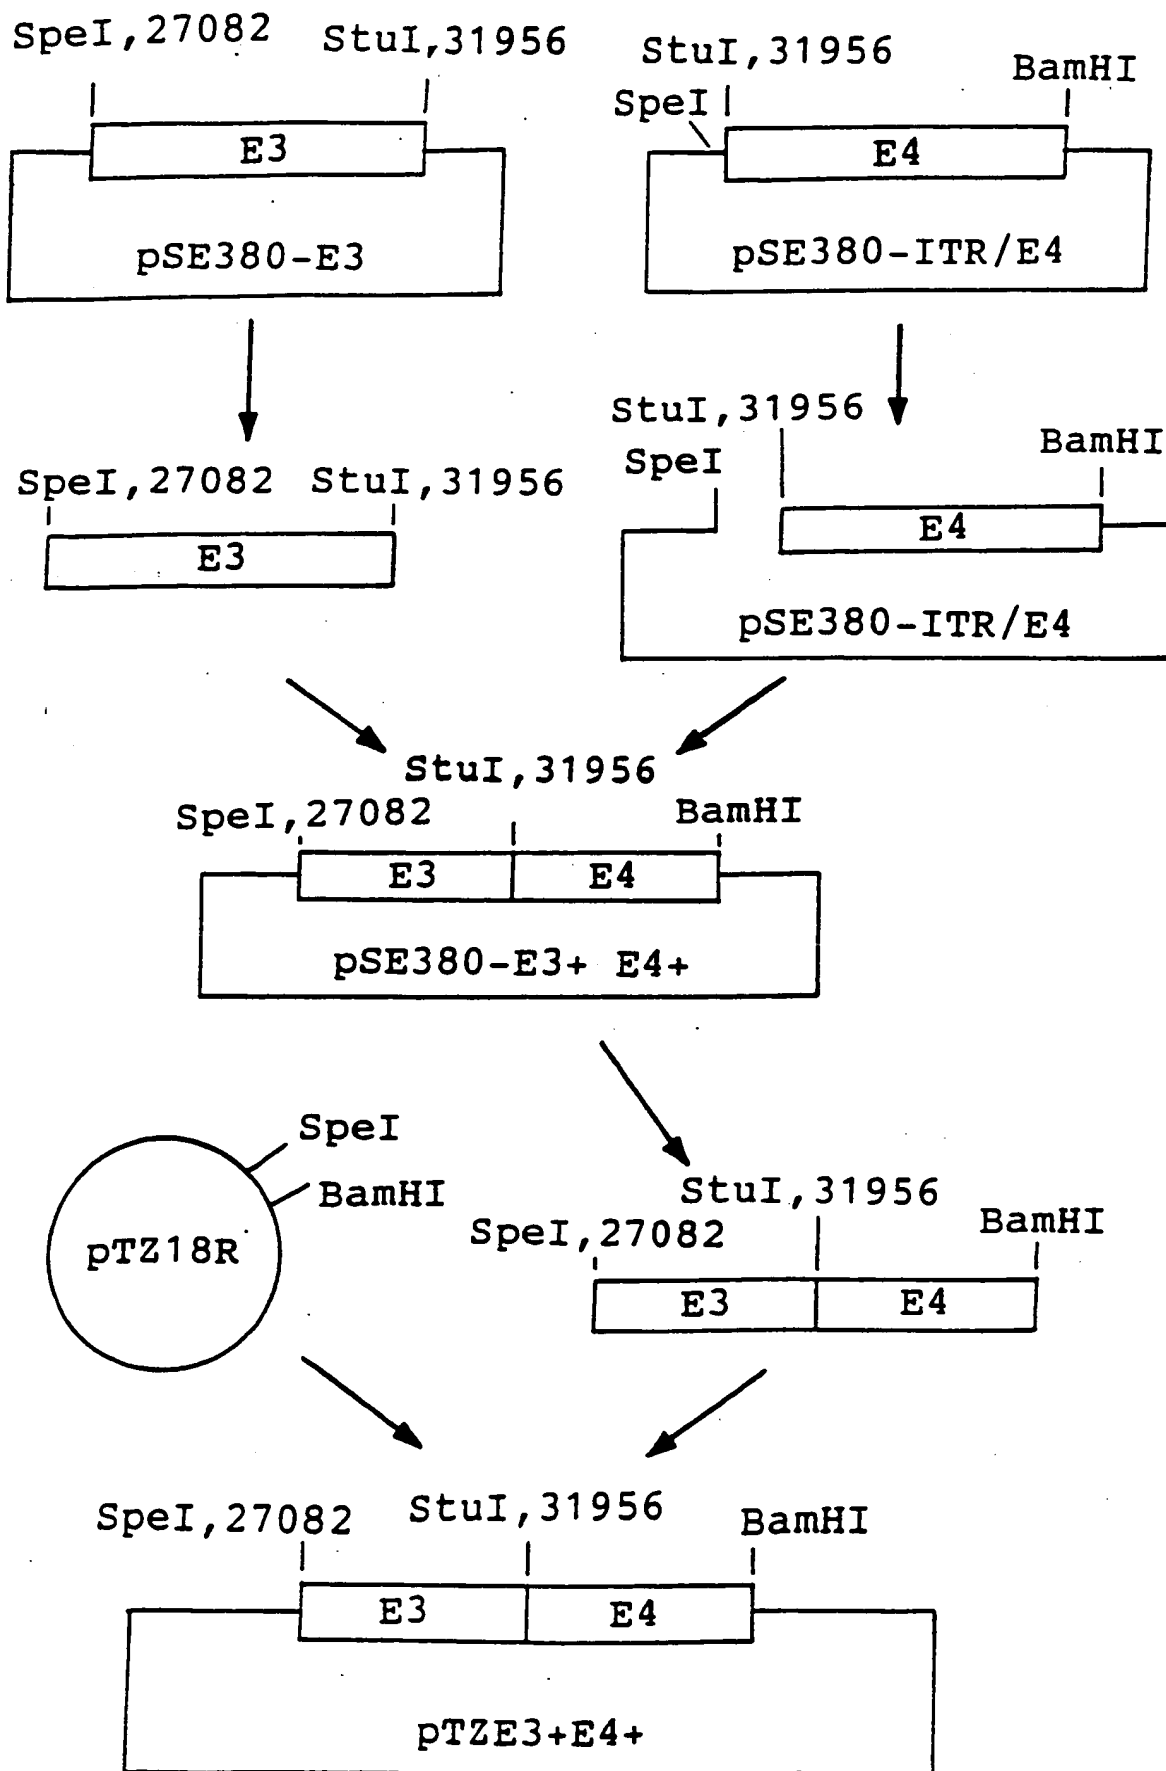 SpeI,27082 StuI,31956
StuI,31956 BamHI
SpeI
E3
E4
pSE380-E3
pSE380-ITR/E4
StuI,31956
BamHI
SpeI
SpeI,27082 StuI,31956
E3
E4
pSE380-ITR/E4
StuI,31956
SpeI,27082 BamHI
E3 E4
pSE380-E3+ E4+
SpeI
BamHI
pTZ18R
StuI,31956
SpeI,27082 BamHI
E3 E4
SpeI,27082 StuI,31956 BamHI
E3 E4
pTZE3+E4+